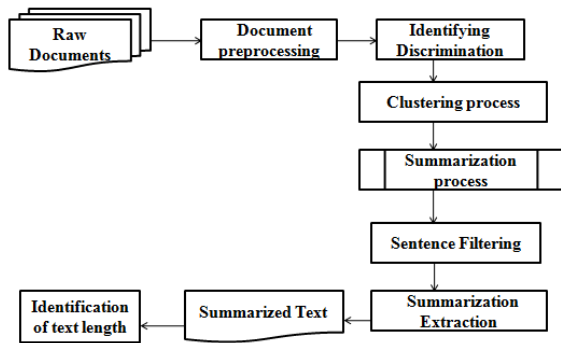 Raw
Documents
Document
preprocessing
Identifying
Discrimination
Clustering process
Summarization
process
Sentence Filtering
Summarization
Extraction
Summarized Text
Identification
of text length